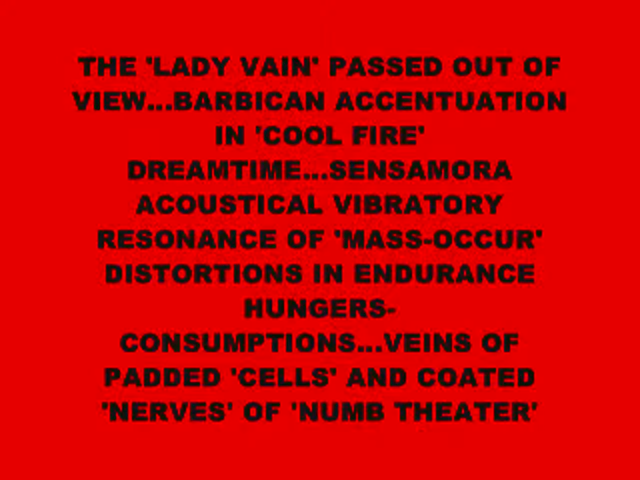 THE 'LADY VAIN' PASSED OUT OF
VIEW...BARBICAN ACCENTUATION
IN 'COOL FIRE'
DREAMTIME...SENSAMORA
ACOUSTICAL VIBRATORY
RESONANCE OF 'MASS-OCCUR'
DISTORTIONS IN ENDURANCE
HUNGERS-
CONSUMPTIONS...VEINS OF
PADDED 'CELLS' AND COATED
'NERVES' OF 'NUMB THEATER'